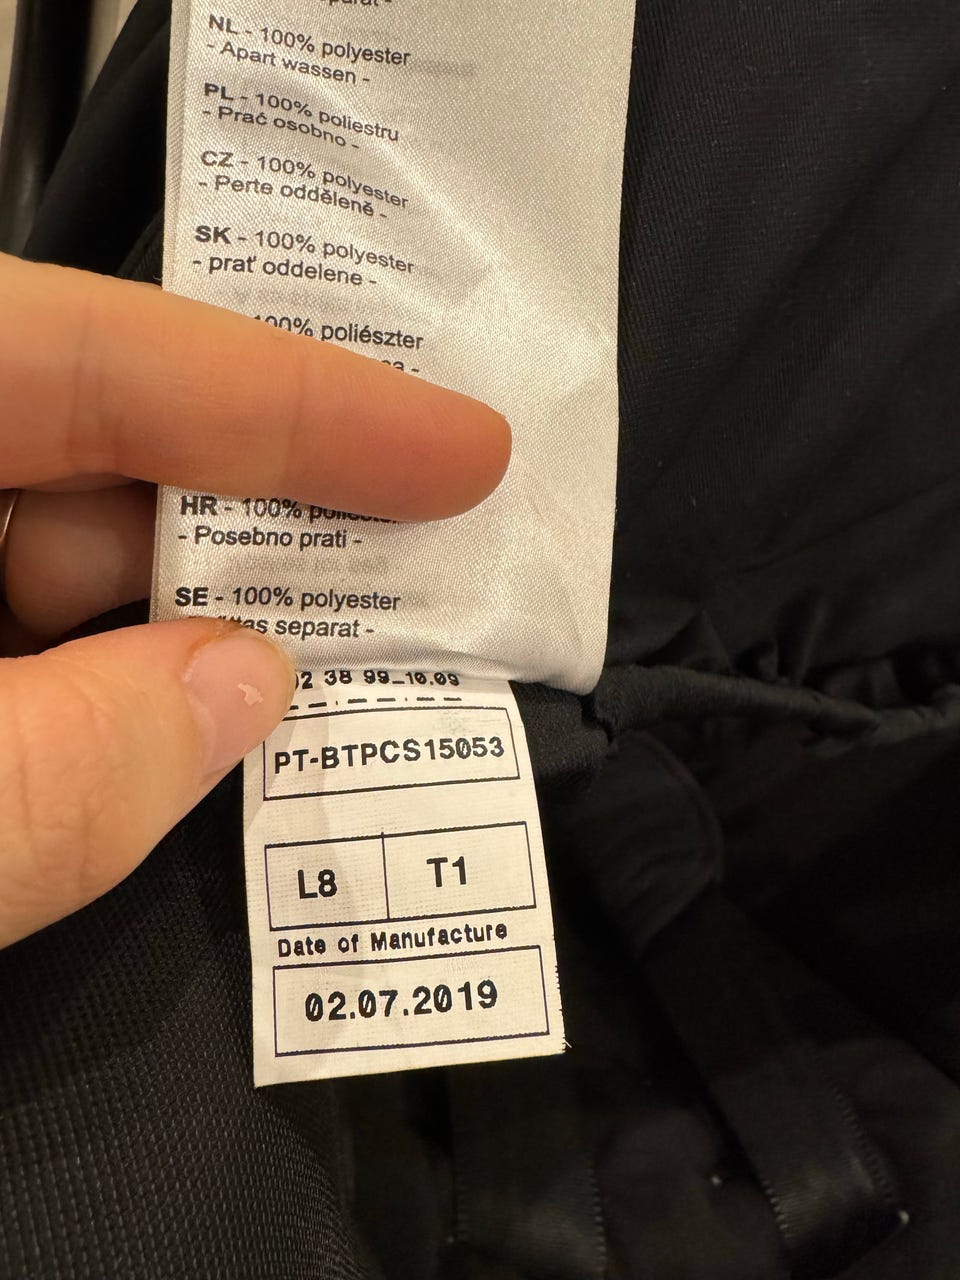 NL - 100% polyester
- Apart wassen -
PL - 100% poliestru
- Prać osobno -
CZ - 100% polyester
- Perte odděleně -
SK - 100% polyester
- prať oddelene -
100% poliészter
HR - 100%
- Posebno prati -
SE - 100% polyester
separat -
38 99_10.09
PT-BTPCS15053
L8 T1
Date of Manufacture
02.07.2019